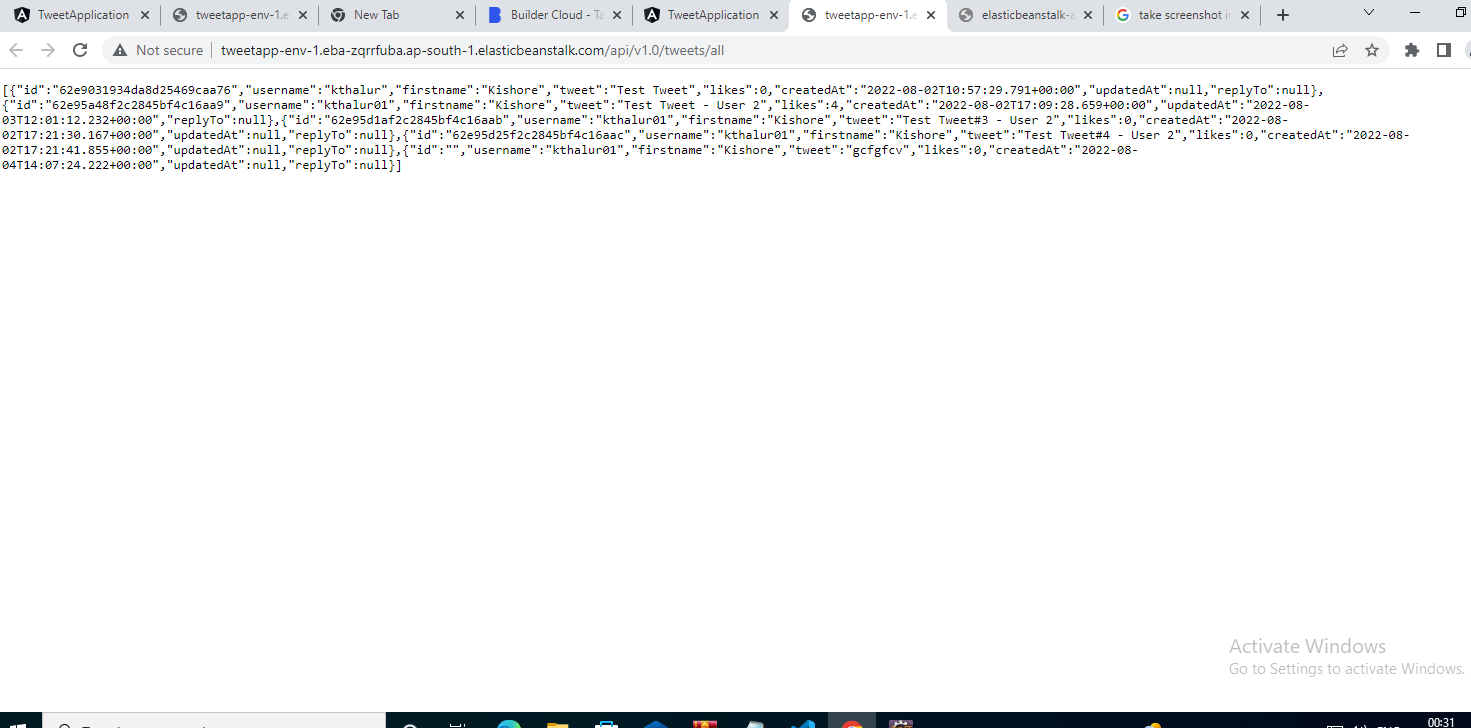 TweetApplication
tweetapp-env-1.e
New Tab
Builder Cloud - Ta
TweetApplication
tweetapp-env-1.e
elasticbeanstalk-a
take screenshot i
Not secure
tweetapp-env-1.eba-zqrrfuba.ap-south-1.elasticbeanstalk.com/api/v1.0/tweets/all
[{"id":"62e9031934da8d25469caa76","username":"kthalur","firstname":"Kishore","tweet":"Test Tweet","likes":0,"createdAt":"2022-08-02T10:57:29.791+00:00","updatedAt":null,"replyTo":null},
{"id":"62e95a48f2c2845bf4c16aa9","username":"kthalur01","firstname":"Kishore","tweet":"Test Tweet - User 2","likes":4,"createdAt":"2022-08-02T17:09:28.659+00:00","updatedAt":"2022-08-
03T12:01:12.232+00:00","replyTo":null},{"id":"62e95d1af2c2845bf4c16aab","username":"kthalur01","firstname":"Kishore","tweet":"Test Tweet#3 - User 2","likes":0,"createdAt":"2022-08-
02T17:21:30.167+00:00","updatedAt":null,"replyTo":null},{"id":"62e95d25f2c2845bf4c16aac","username":"kthalur01","firstname":"Kishore","tweet":"Test Tweet#4 - User 2","likes":0,"createdAt":"2022-08-
02T17:21:41.855+00:00","updatedAt":null,"replyTo":null},{"id":"","username":"kthalur01","firstname":"Kishore","tweet":"gcfgfcv","likes":0,"createdAt":"2022-08-
04T14:07:24.222+00:00","updatedAt":null,"replyTo":null}]
Activate Windows
Go to Settings to activate Windows.
00:31